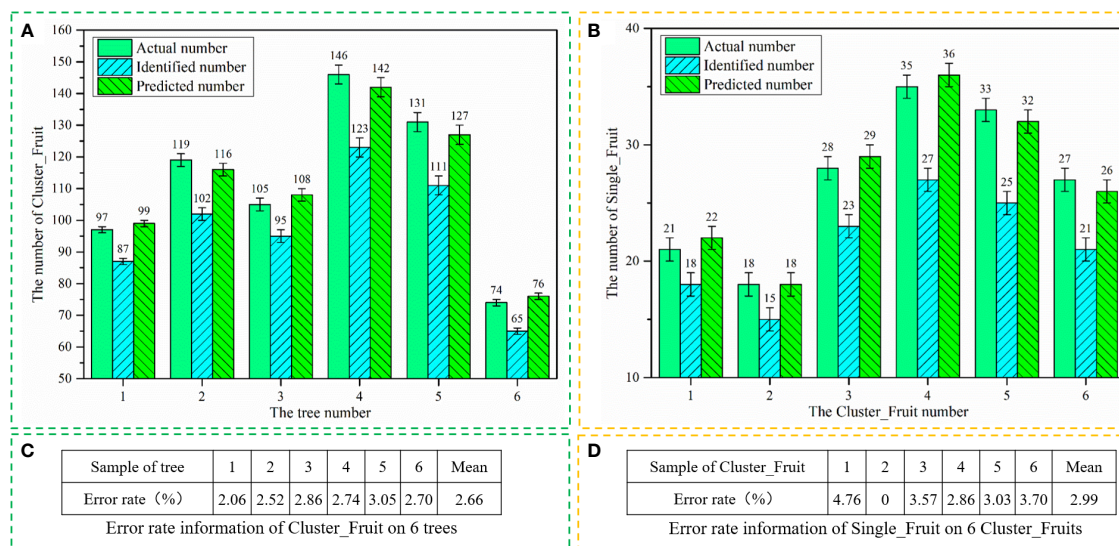 A
160
150
140
130
120
110
100
90
80
70
60
50
The number of Cluster_Fruit
Actual number
Identified number
Predicted number
97 87 99
119 102 116
105 95 108
146 123 142
131 111 127
74 65 76
1 2 3 4 5 6
The tree number
B
40
30
20
10
The number of Single_Fruit
Actual number
Identified number
Predicted number
21 18 22
18 15 18
28 23 29
35 27 36
33 25 32
27 21 26
1 2 3 4 5 6
The Cluster_Fruit number
C
Sample of tree 1 2 3 4 5 6 Mean
Error rate（%） 2.06 2.52 2.86 2.74 3.05 2.70 2.66
Error rate information of Cluster_Fruit on 6 trees
D
Sample of Cluster_Fruit 1 2 3 4 5 6 Mean
Error rate（%） 4.76 0 3.57 2.86 3.03 3.70 2.99
Error rate information of Single_Fruit on 6 Cluster_Fruits